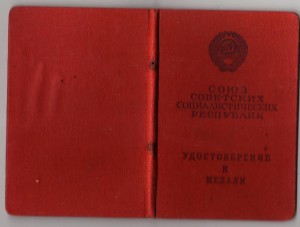 СОЮЗ
СОВЕТСКИХ
СОЦИАЛИСТИЧЕСКИХ
РЕСПУБЛИК
УДОСТОВЕРЕНИЕ
К
МЕДАЛИ